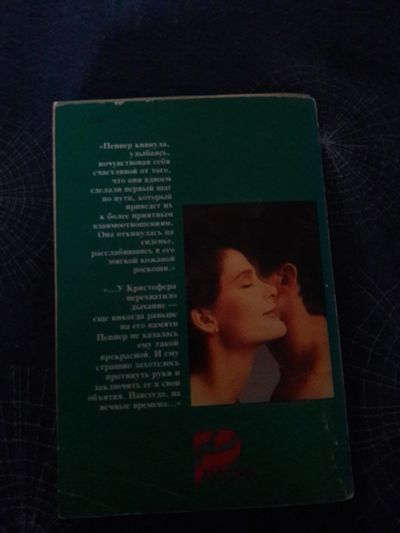 «Пеппер кивнула,
улыбаясь,
почувствовав себя
счастливой от того,
что они вдвоем
сделали первый шаг
по пути, который
приведет их
к более приятным
взаимоотношениям.
Она откинулась на
сиденье,
расслабившись в его
мягкой кожаной
роскоши.»
«...У Кристофера
перехватило
дыхание —
еще никогда раньше
на его памяти
Пеппер не казалась
ему такой
прекрасной. И ему
страшно захотелось
протянуть руки и
заключить ее в свои
объятия. Навсегда, на
вечные времена...»